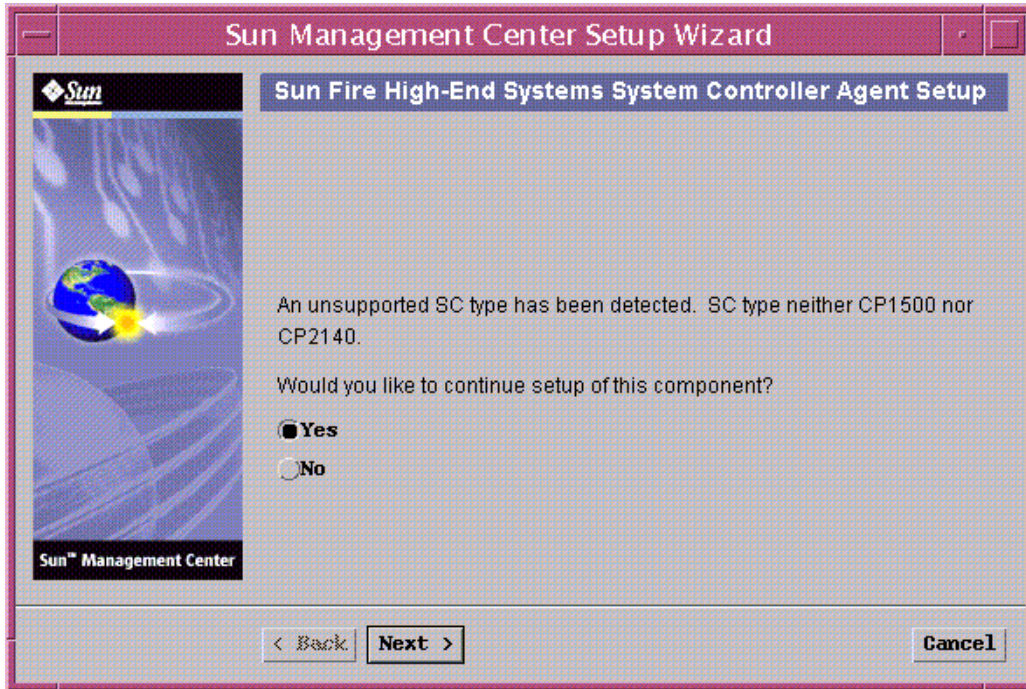 Sun Management Center Setup Wizard
Sun
Sun Fire High-End Systems System Controller Agent Setup
An unsupported SC type has been detected.  SC type neither CP1500 nor
CP2140.
Would you like to continue setup of this component?
Yes
No
Sun™ Management Center
< Back
Next >
Cancel